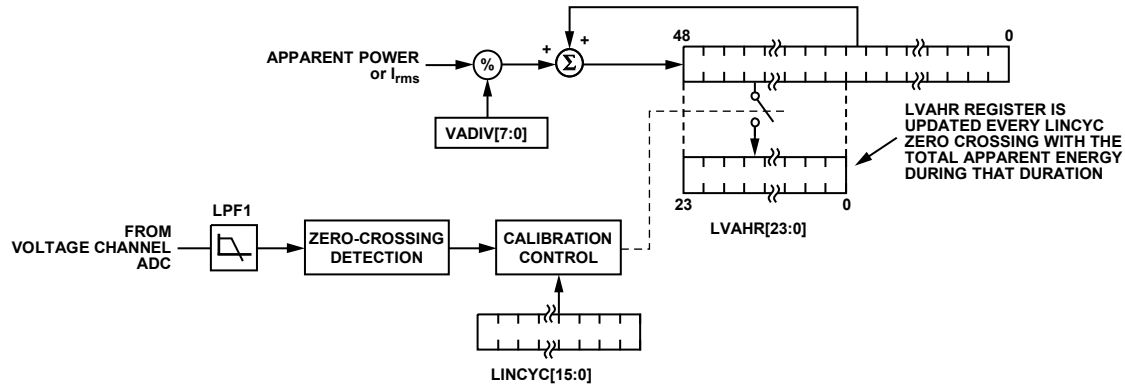 48
0
APPARENT POWER
or Irms
%
+
+
Σ
VADIV[7:0]
LVAHR REGISTER IS
UPDATED EVERY LINCYC
ZERO CROSSING WITH THE
TOTAL APPARENT ENERGY
DURING THAT DURATION
23
0
LVAHR[23:0]
LPF1
FROM
VOLTAGE CHANNEL
ADC
ZERO-CROSSING
DETECTION
CALIBRATION
CONTROL
LINCYC[15:0]